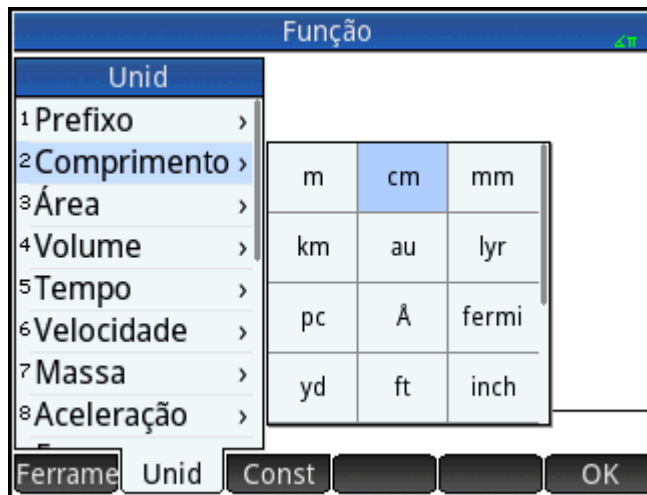 Função
∡π
Unid
1 Prefixo ›
2 Comprimento ›
3 Área ›
4 Volume ›
5 Tempo ›
6 Velocidade ›
7 Massa ›
8 Aceleração ›
m cm mm
km au lyr
pc Å fermi
yd ft inch
Ferrame Unid Const OK